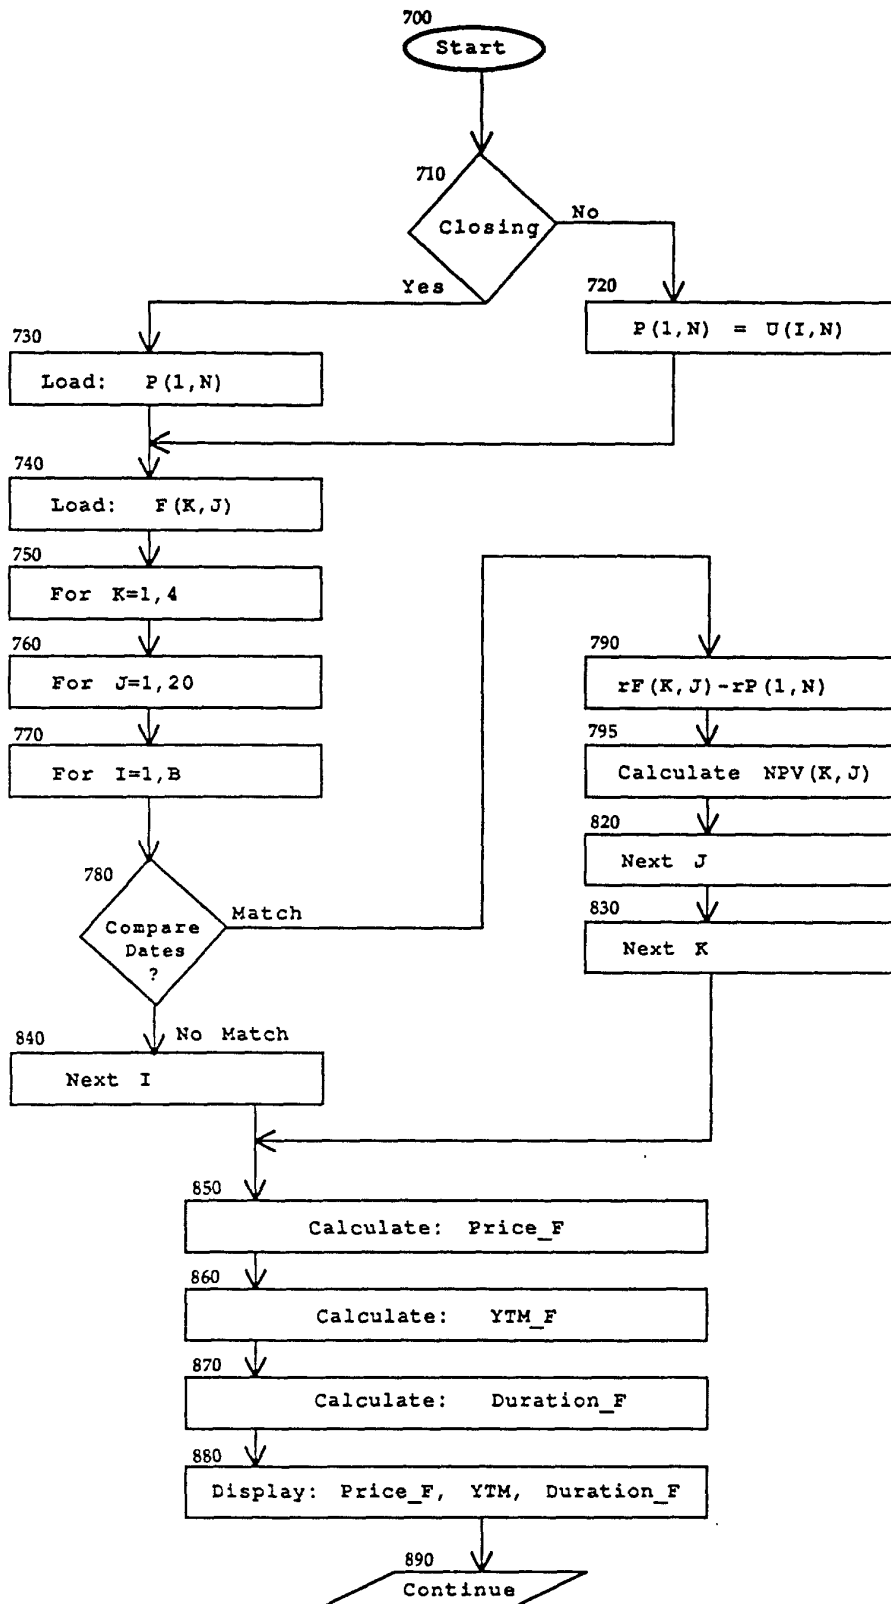 700
Start
710
Closing
No
Yes
720
P(1,N) = U(I,N)
730
Load: P(1,N)
740
Load: F(K,J)
750
For K=1,4
760
For J=1,20
770
For I=1,B
780
Compare
Dates
?
Match
No Match
790
rF(K,J)-rP(1,N)
795
Calculate NPV(K,J)
820
Next J
830
Next K
840
Next I
850
Calculate: Price_F
860
Calculate: YTM_F
870
Calculate: Duration_F
880
Display: Price_F, YTM, Duration_F
890
Continue